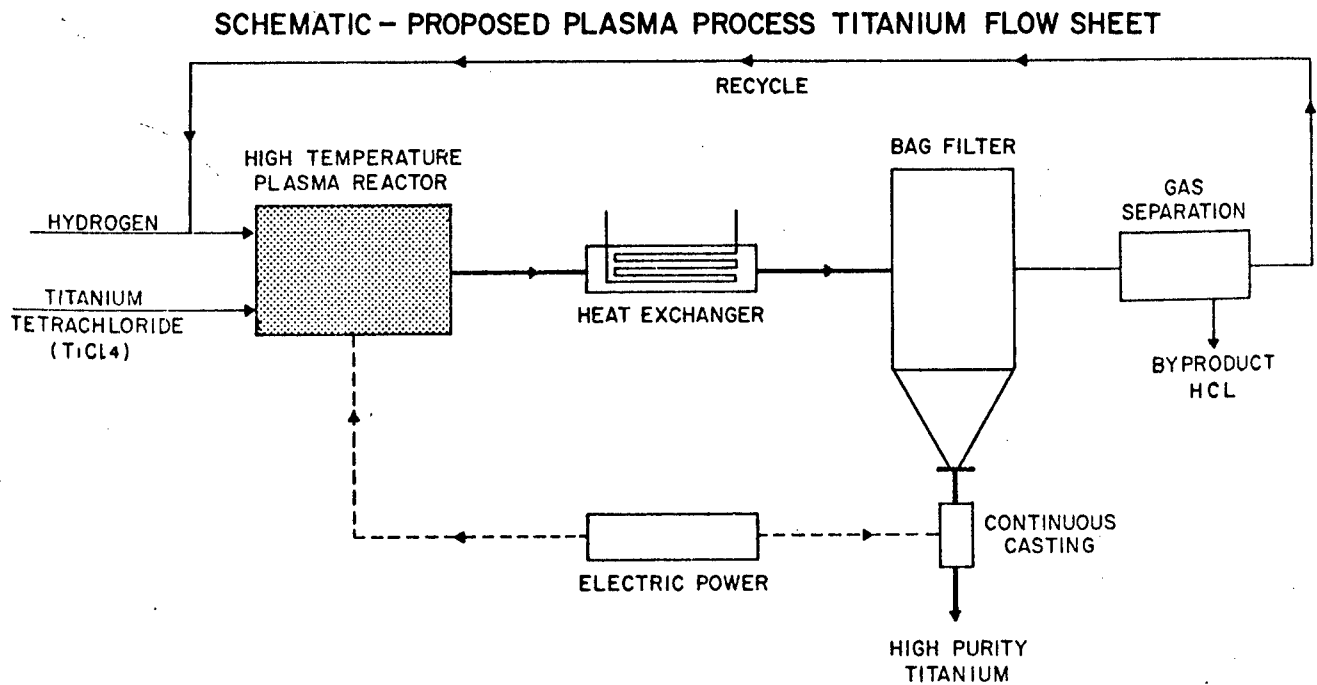 SCHEMATIC – PROPOSED PLASMA PROCESS TITANIUM FLOW SHEET
RECYCLE
HIGH TEMPERATURE
PLASMA REACTOR
BAG FILTER
GAS
SEPARATION
HYDROGEN
TITANIUM
TETRACHLORIDE
(TiCl4)
HEAT EXCHANGER
BYPRODUCT
HCL
CONTINUOUS
CASTING
ELECTRIC POWER
HIGH PURITY
TITANIUM